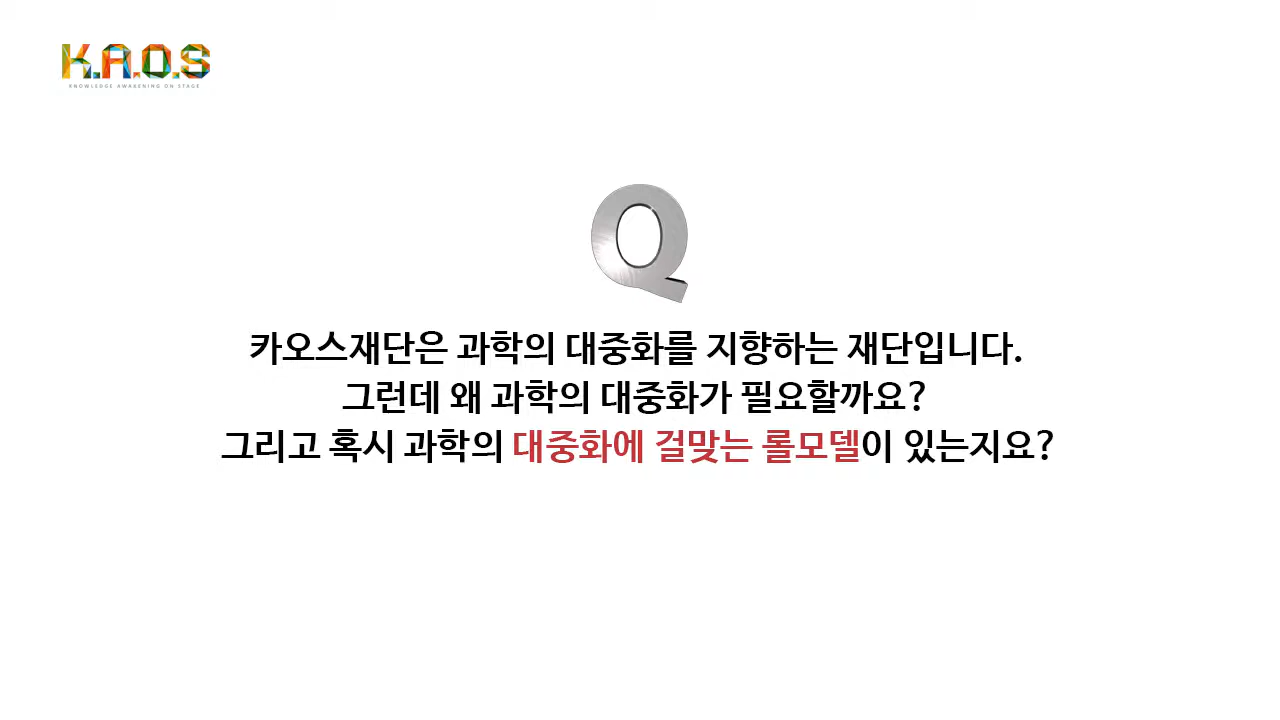 K.A.O.S
KNOWLEDGE AWAKENING ON STAGE
Q
카오스재단은 과학의 대중화를 지향하는 재단입니다.
그런데 왜 과학의 대중화가 필요할까요?
그리고 혹시 과학의 대중화에 걸맞는 롤모델이 있는지요?